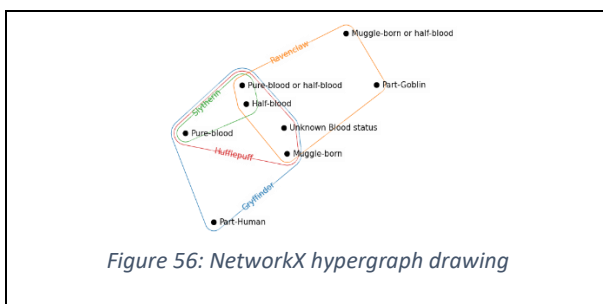 Muggle-born or half-blood
Ravenclaw
Pure-blood or half-blood
Part-Goblin
Slytherin
Half-blood
Unknown Blood status
Pure-blood
Hufflepuff
Muggle-born
Gryffindor
Part-Human
Figure 56: NetworkX hypergraph drawing